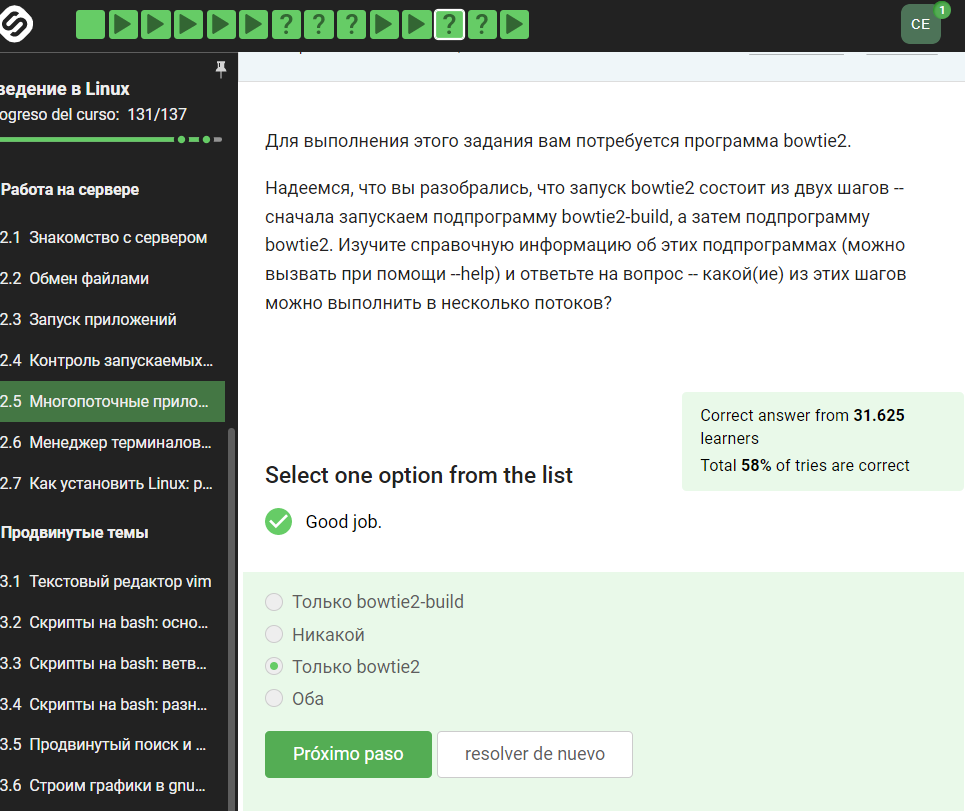 ? ? ? ? ?
CE
1
ведение в Linux
ogreso del curso: 131/137
Работа на сервере
2.1 Знакомство с сервером
2.2 Обмен файлами
2.3 Запуск приложений
2.4 Контроль запускаемых...
2.5 Многопоточные прило...
2.6 Менеджер терминалов...
2.7 Как установить Linux: р...
Продвинутые темы
3.1 Текстовый редактор vim
3.2 Скрипты на bash: осно...
3.3 Скрипты на bash: ветв...
3.4 Скрипты на bash: разн...
3.5 Продвинутый поиск и ...
3.6 Строим графики в gnu...
Для выполнения этого задания вам потребуется программа bowtie2.
Надеемся, что вы разобрались, что запуск bowtie2 состоит из двух шагов --
сначала запускаем подпрограмму bowtie2-build, а затем подпрограмму
bowtie2. Изучите справочную информацию об этих подпрограммах (можно
вызвать при помощи --help) и ответьте на вопрос -- какой(ие) из этих шагов
можно выполнить в несколько потоков?
Correct answer from 31.625
learners
Total 58% of tries are correct
Select one option from the list
Good job.
Только bowtie2-build
Никакой
Только bowtie2
Оба
Próximo paso
resolver de nuevo